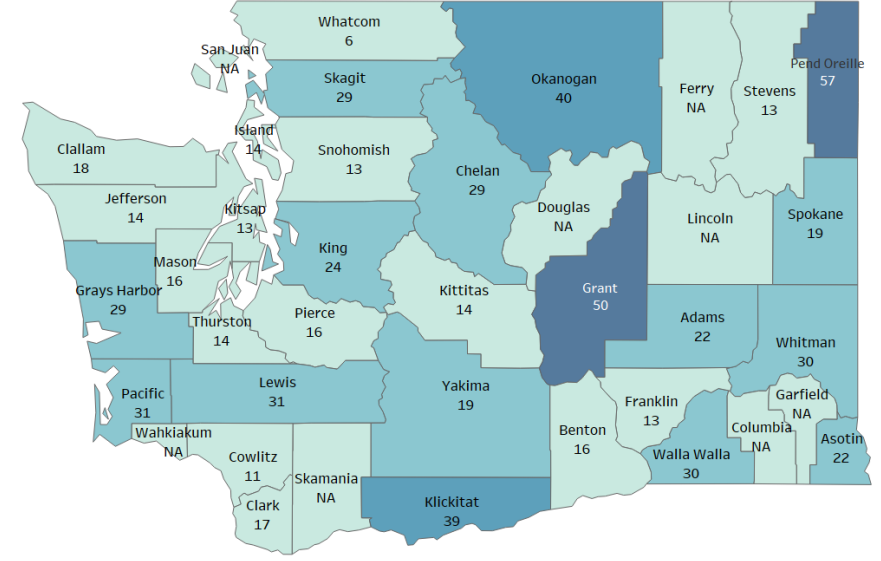 Whatcom
6
San Juan
NA
Skagit
29
Okanogan
40
Ferry
NA
Stevens
13
Pend Oreille
57
Island
14
Clallam
18
Snohomish
13
Chelan
29
Jefferson
14
Kitsap
13
Douglas
NA
Lincoln
NA
Spokane
19
King
24
Mason
16
Grays Harbor
29
Kittitas
14
Grant
50
Pierce
16
Thurston
14
Adams
22
Whitman
30
Pacific
31
Lewis
31
Yakima
19
Franklin
13
Garfield
NA
Columbia
NA
Asotin
22
Wahkiakum
NA
Benton
16
Walla Walla
30
Cowlitz
11
Skamania
NA
Clark
17
Klickitat
39